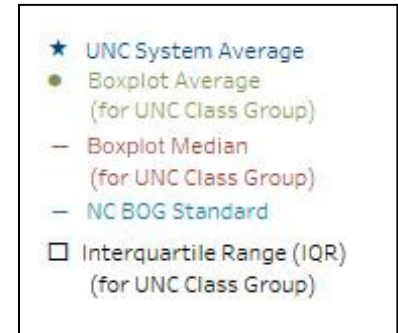 UNC System Average
Boxplot Average
(for UNC Class Group)
Boxplot Median
(for UNC Class Group)
NC BOG Standard
Interquartile Range (IQR)
(for UNC Class Group)